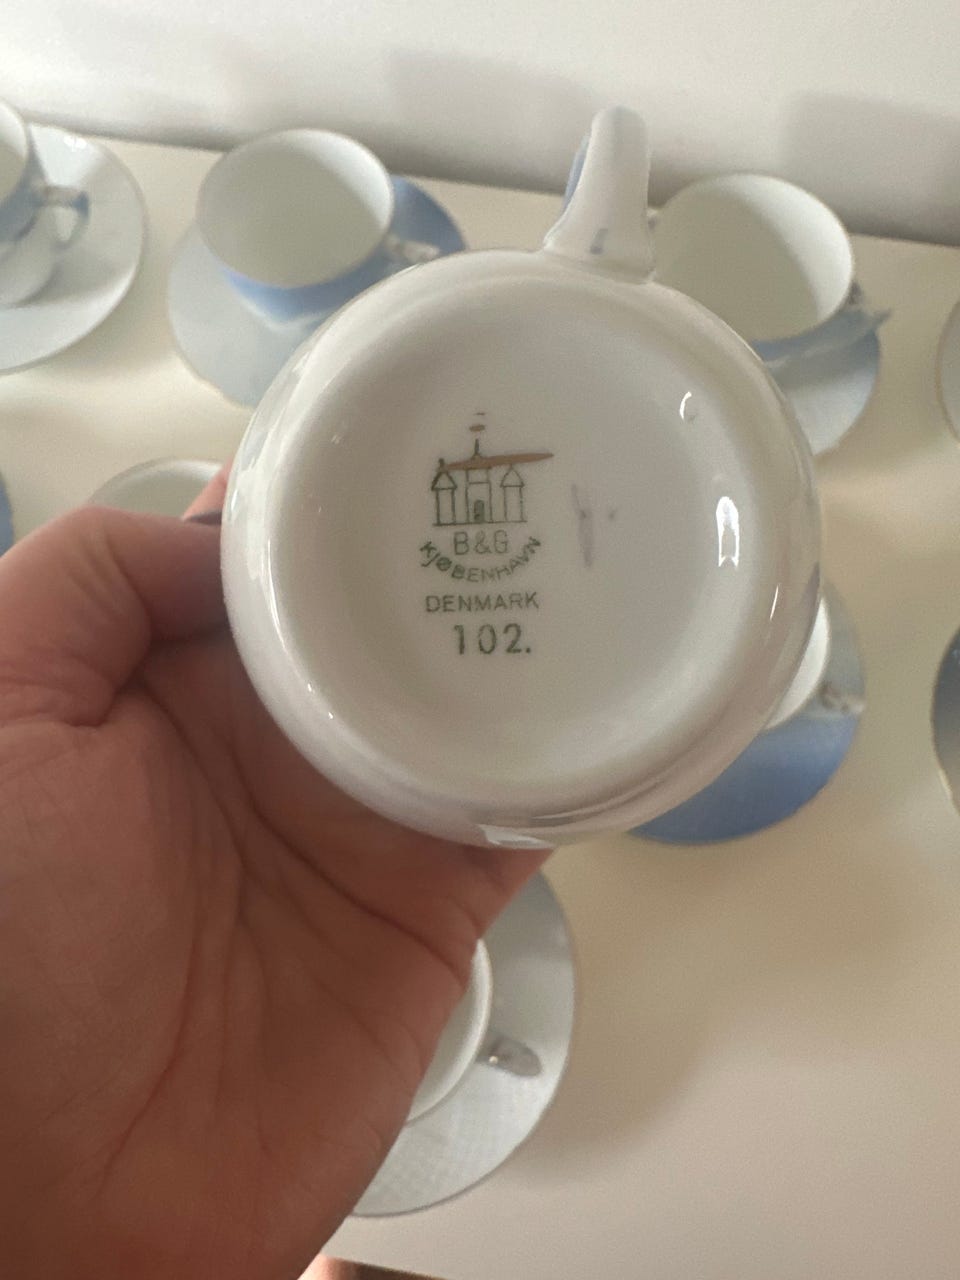 B&G
KJØBENHAVN
DENMARK
102.